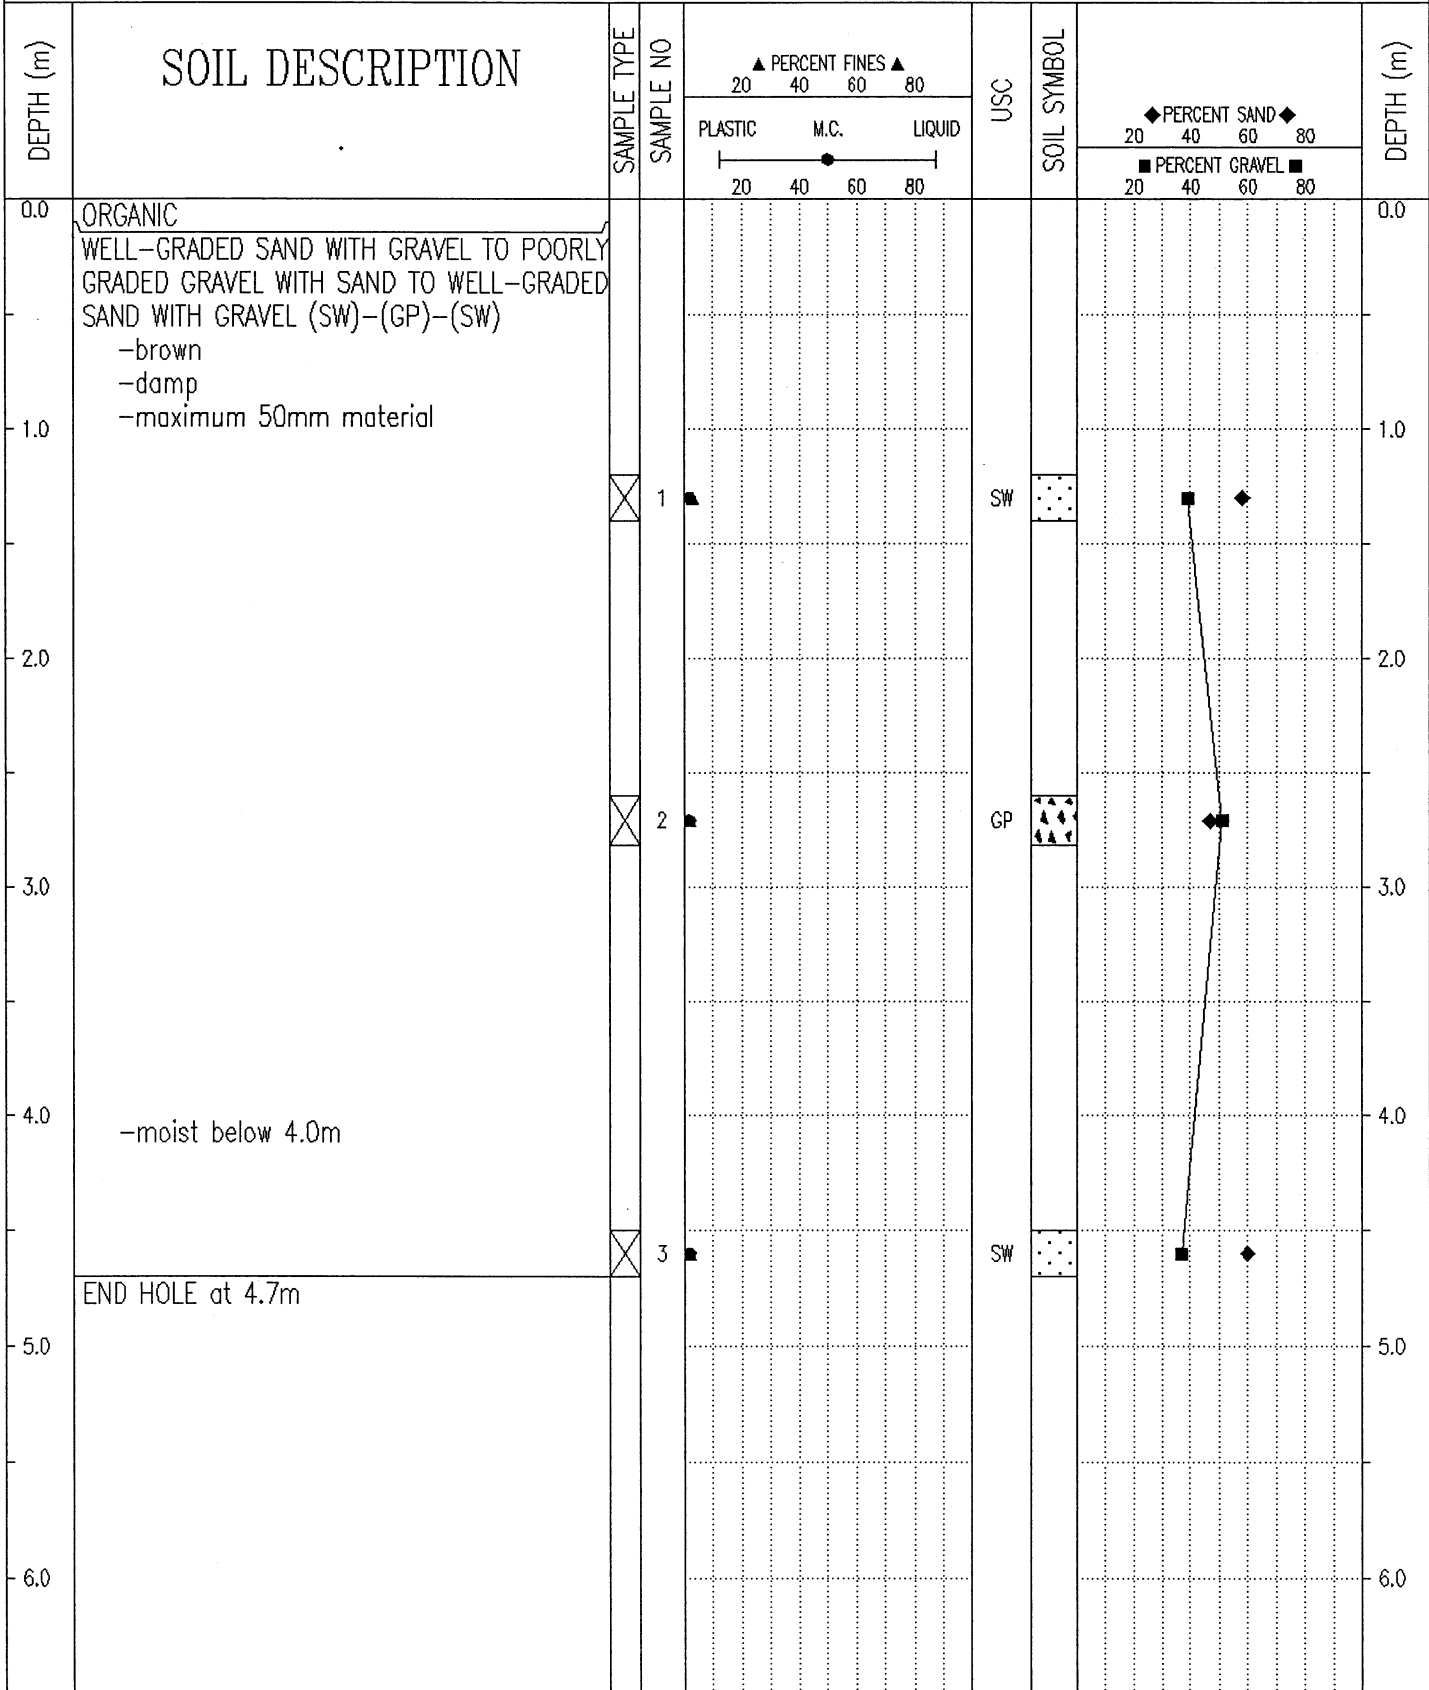 DEPTH (m)
SOIL DESCRIPTION
SAMPLE TYPE
SAMPLE NO
▲ PERCENT FINES ▲
20 40 60 80
PLASTIC M.C. LIQUID
20 40 60 80
USC
SOIL SYMBOL
◆PERCENT SAND◆
20 40 60 80
■ PERCENT GRAVEL ■
20 40 60 80
DEPTH (m)
0.0 0.0
ORGANIC
WELL-GRADED SAND WITH GRAVEL TO POORLY
GRADED GRAVEL WITH SAND TO WELL-GRADED
SAND WITH GRAVEL (SW)-(GP)-(SW)
-brown
-damp
-maximum 50mm material
1.0 1.0
1 SW
2.0 2.0
2 GP
3.0 3.0
4.0 4.0
-moist below 4.0m
3 SW
END HOLE at 4.7m
5.0 5.0
6.0 6.0